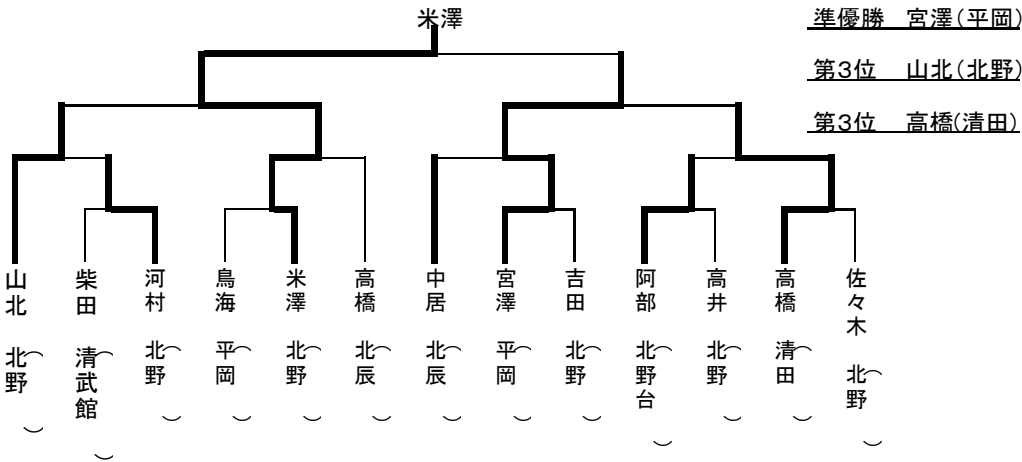 米澤
準優勝　宮澤(平岡)
第3位　山北(北野)
第3位　高橋(清田)
山北（北野）
柴田（清武館）
河村（北野）
鳥海（平岡）
米澤（北野）
高橋（北辰）
中居（北辰）
宮澤（平岡）
吉田（北野）
阿部（北野台）
高井（北野）
高橋（清田）
佐々木（北野）